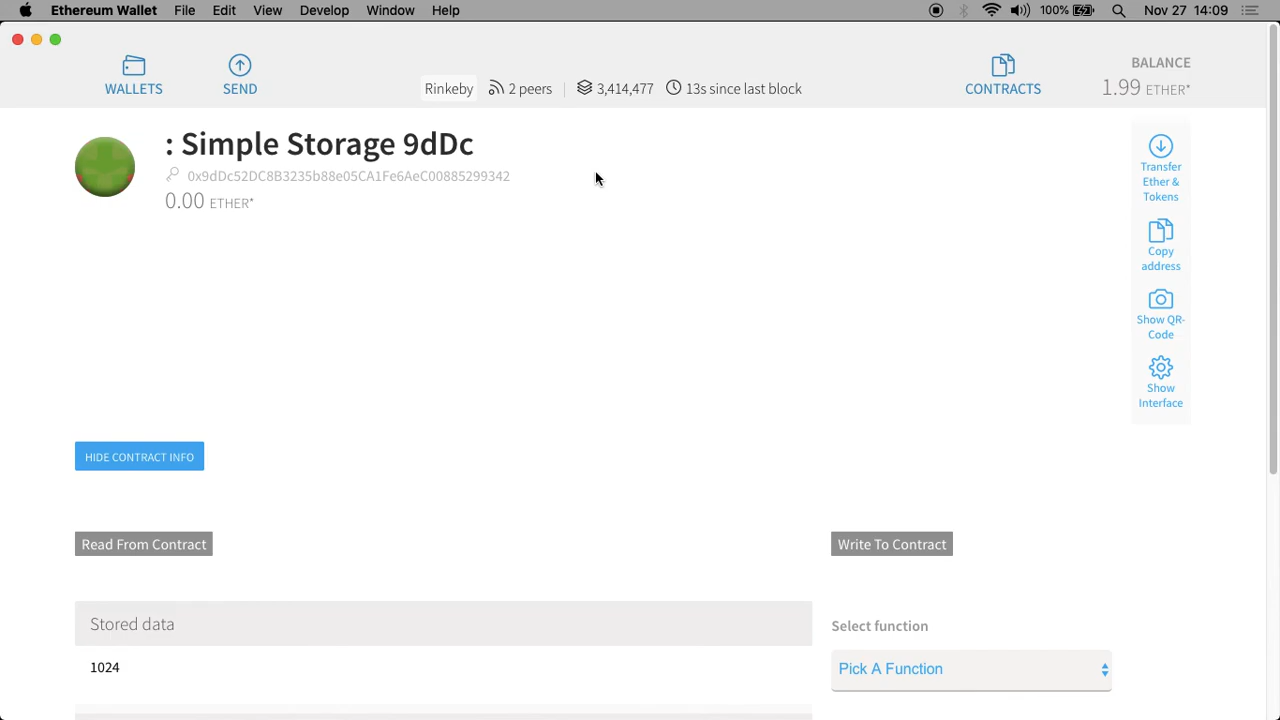 Ethereum Wallet File Edit View Develop Window Help 100% Nov 27 14:09
WALLETS
SEND
Rinkeby 2 peers 3,414,477 13s since last block
CONTRACTS
BALANCE
1.99 ETHER*
: Simple Storage 9dDc
0x9dDc52DC8B3235b88e05CA1Fe6AeC00885299342
0.00 ETHER*
Transfer
Ether &
Tokens
Copy
address
Show QR-
Code
Show
Interface
HIDE CONTRACT INFO
Read From Contract
Write To Contract
Stored data
1024
Select function
Pick A Function